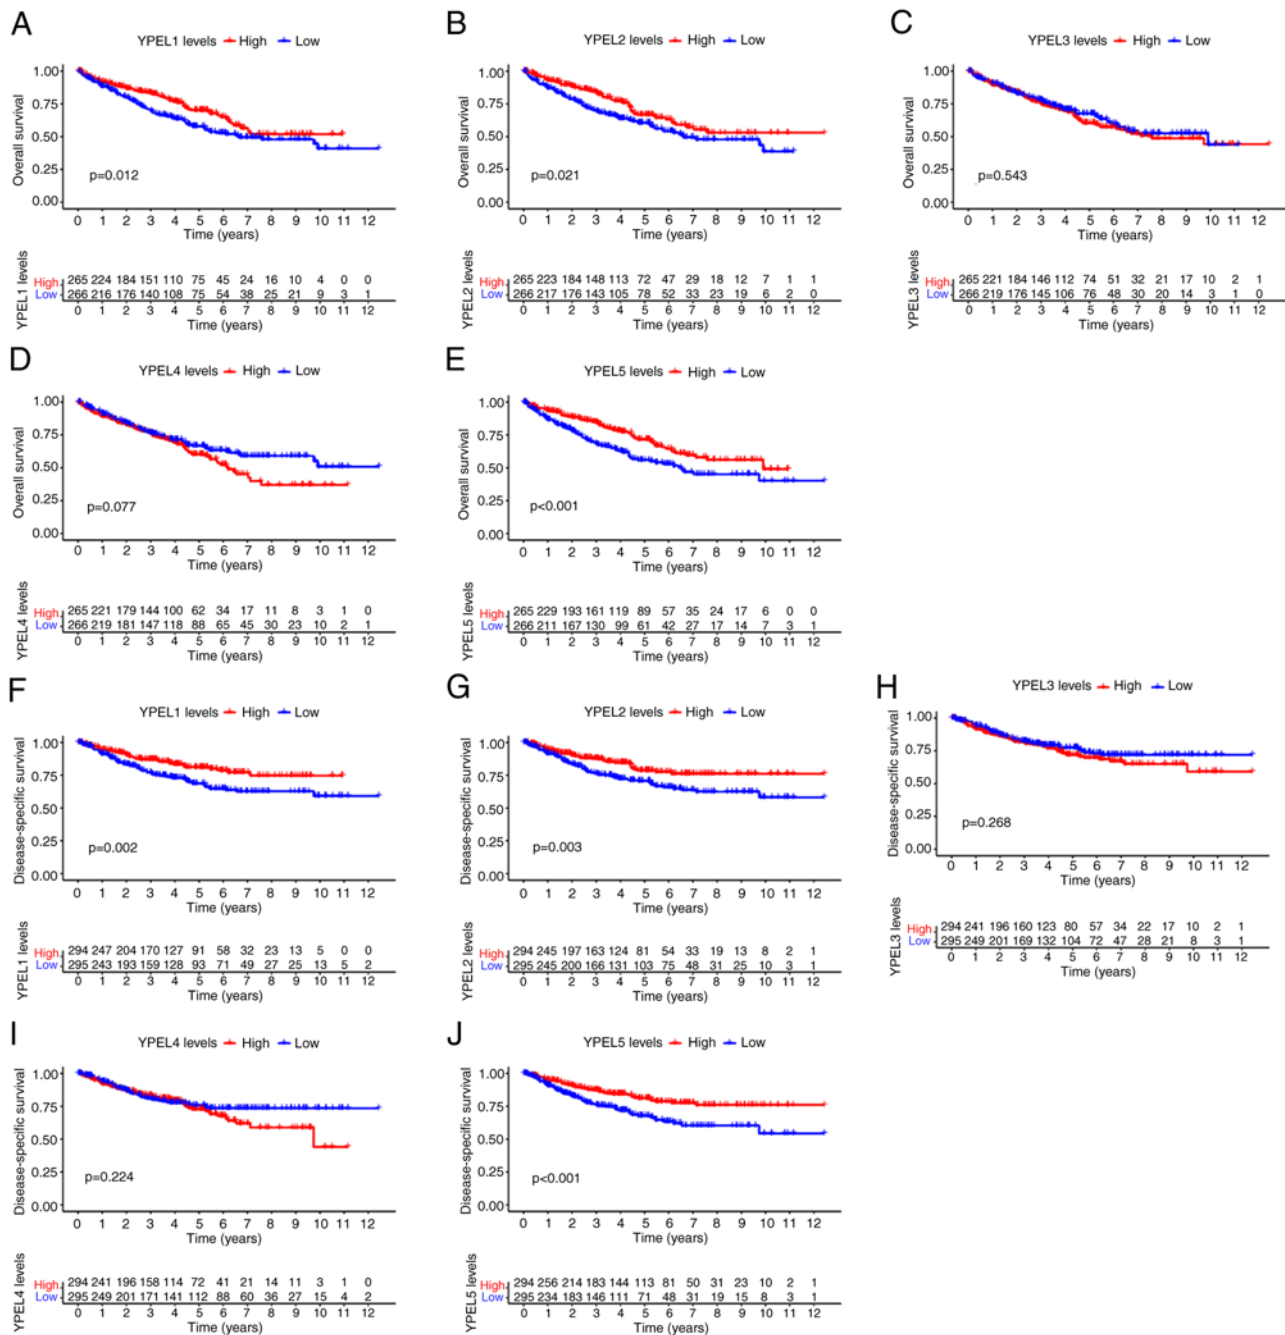 A
YPEL1 levels High Low
1.00
0.75
0.50
0.25
0.00
Overall survival
p=0.012
0 1 2 3 4 5 6 7 8 9 10 11 12
Time (years)
YPEL1 levels
High 265 224 184 151 110 75 45 24 16 10 4 0 0
Low 266 216 176 140 108 75 54 38 25 21 9 3 1
0 1 2 3 4 5 6 7 8 9 10 11 12
Time (years)
B
YPEL2 levels High Low
1.00
0.75
0.50
0.25
0.00
Overall survival
p=0.021
0 1 2 3 4 5 6 7 8 9 10 11 12
Time (years)
YPEL2 levels
High 265 223 184 148 113 72 47 29 18 12 7 1 1
Low 266 217 176 143 105 78 52 33 23 19 6 2 0
0 1 2 3 4 5 6 7 8 9 10 11 12
Time (years)
C
YPEL3 levels High Low
1.00
0.75
0.50
0.25
0.00
Overall survival
p=0.543
0 1 2 3 4 5 6 7 8 9 10 11 12
Time (years)
YPEL3 levels
High 265 221 184 146 112 74 51 32 21 17 10 2 1
Low 266 219 176 145 106 76 48 30 20 14 3 1 0
0 1 2 3 4 5 6 7 8 9 10 11 12
Time (years)
D
YPEL4 levels High Low
1.00
0.75
0.50
0.25
0.00
Overall survival
p=0.077
0 1 2 3 4 5 6 7 8 9 10 11 12
Time (years)
YPEL4 levels
High 265 221 179 144 100 62 34 17 11 8 3 1 0
Low 266 219 181 147 118 88 65 45 30 23 10 2 1
0 1 2 3 4 5 6 7 8 9 10 11 12
Time (years)
E
YPEL5 levels High Low
1.00
0.75
0.50
0.25
0.00
Overall survival
p<0.001
0 1 2 3 4 5 6 7 8 9 10 11 12
Time (years)
YPEL5 levels
High 265 229 193 161 119 89 57 35 24 17 6 0 0
Low 266 211 167 130 99 61 42 27 17 14 7 3 1
0 1 2 3 4 5 6 7 8 9 10 11 12
Time (years)
F
YPEL1 levels High Low
1.00
0.75
0.50
0.25
0.00
Disease-specific survival
p=0.002
0 1 2 3 4 5 6 7 8 9 10 11 12
Time (years)
YPEL1 levels
High 294 247 204 170 127 91 58 32 23 13 5 0 0
Low 295 243 193 159 128 93 71 49 27 25 13 5 2
0 1 2 3 4 5 6 7 8 9 10 11 12
Time (years)
G
YPEL2 levels High Low
1.00
0.75
0.50
0.25
0.00
Disease-specific survival
p=0.003
0 1 2 3 4 5 6 7 8 9 10 11 12
Time (years)
YPEL2 levels
High 294 245 197 163 124 81 54 33 19 13 8 2 1
Low 295 245 200 166 131 103 75 48 31 25 10 3 1
0 1 2 3 4 5 6 7 8 9 10 11 12
Time (years)
H
YPEL3 levels High Low
1.00
0.75
0.50
0.25
0.00
Disease-specific survival
p=0.268
0 1 2 3 4 5 6 7 8 9 10 11 12
Time (years)
YPEL3 levels
High 294 241 196 160 123 80 57 34 22 17 10 2 1
Low 295 249 201 169 132 104 72 47 28 21 8 3 1
0 1 2 3 4 5 6 7 8 9 10 11 12
Time (years)
I
YPEL4 levels High Low
1.00
0.75
0.50
0.25
0.00
Disease-specific survival
p=0.224
0 1 2 3 4 5 6 7 8 9 10 11 12
Time (years)
YPEL4 levels
High 294 241 196 158 114 72 41 21 14 11 3 1 0
Low 295 249 201 171 141 112 88 60 36 27 15 4 2
0 1 2 3 4 5 6 7 8 9 10 11 12
Time (years)
J
YPEL5 levels High Low
1.00
0.75
0.50
0.25
0.00
Disease-specific survival
p<0.001
0 1 2 3 4 5 6 7 8 9 10 11 12
Time (years)
YPEL5 levels
High 294 256 214 183 144 113 81 50 31 23 10 2 1
Low 295 234 183 146 111 71 48 31 19 15 8 3 1
0 1 2 3 4 5 6 7 8 9 10 11 12
Time (years)